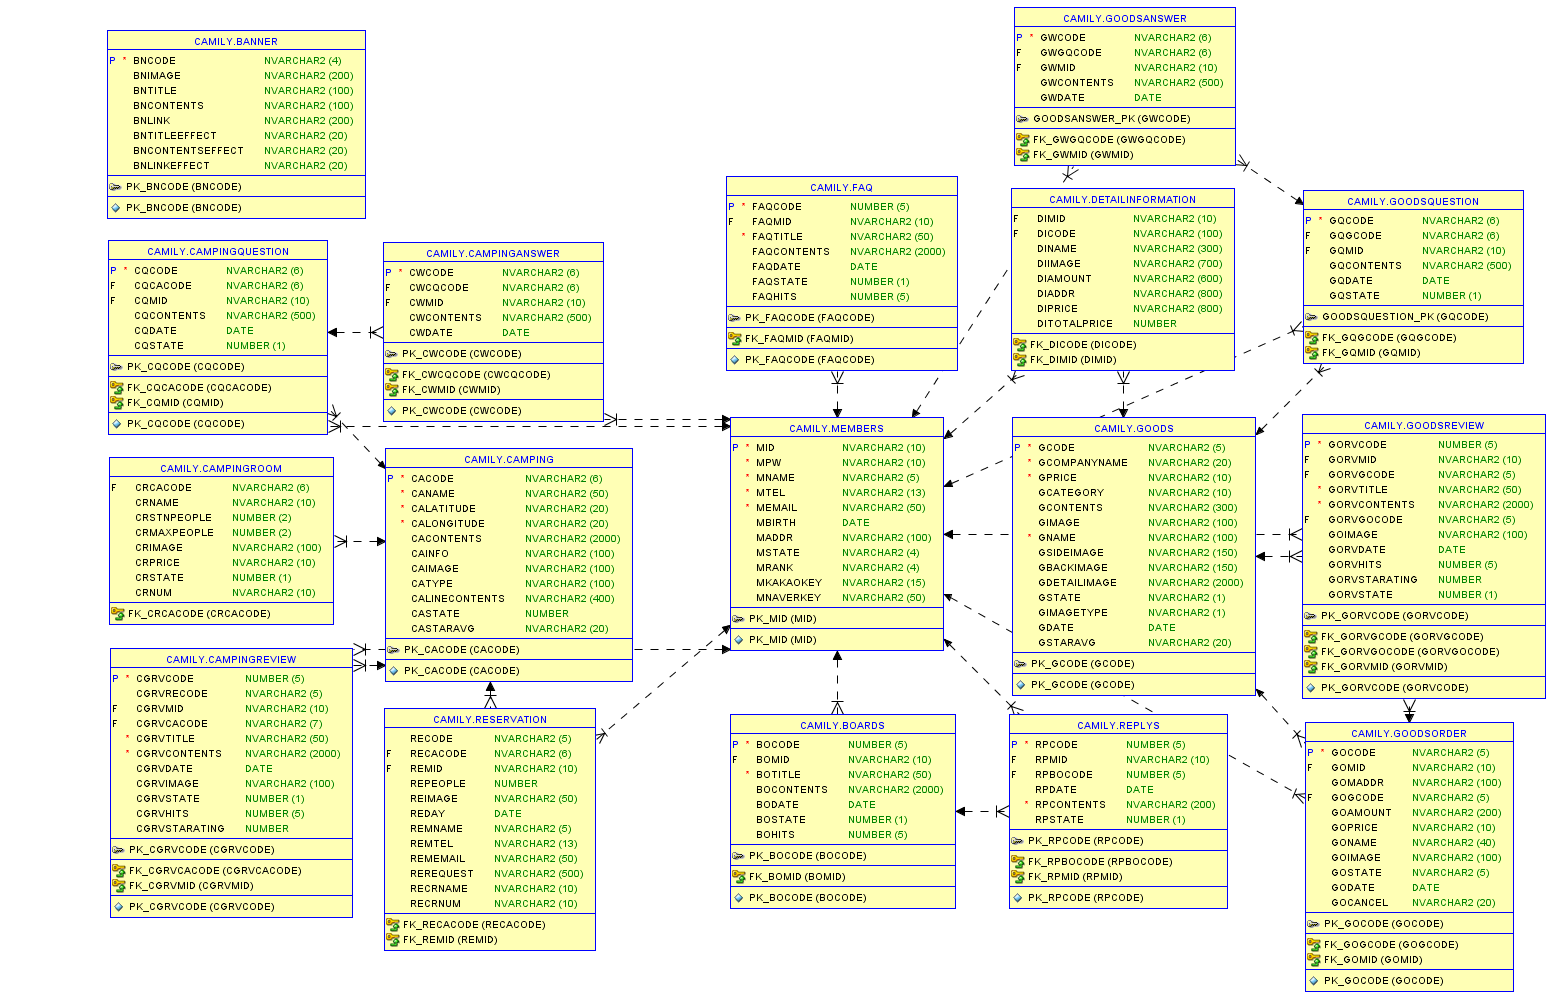 CAMILY.BANNER
P * BNCODE NVARCHAR2 (4)
BNIMAGE NVARCHAR2 (200)
BNTITLE NVARCHAR2 (100)
BNCONTENTS NVARCHAR2 (100)
BNLINK NVARCHAR2 (200)
BNTITLEEFFECT NVARCHAR2 (20)
BNCONTENTSEFFECT NVARCHAR2 (20)
BNLINKEFFECT NVARCHAR2 (20)
PK_BNCODE (BNCODE)
PK_BNCODE (BNCODE)
CAMILY.CAMPINGQUESTION
P * CQCODE NVARCHAR2 (6)
F CQCACODE NVARCHAR2 (6)
F CQMID NVARCHAR2 (10)
CQCONTENTS NVARCHAR2 (500)
CQDATE DATE
CQSTATE NUMBER (1)
PK_CQCODE (CQCODE)
FK_CQCACODE (CQCACODE)
FK_CQMID (CQMID)
PK_CQCODE (CQCODE)
CAMILY.CAMPINGANSWER
P * CWCODE NVARCHAR2 (6)
F CWCQCODE NVARCHAR2 (6)
F CWMID NVARCHAR2 (10)
CWCONTENTS NVARCHAR2 (500)
CWDATE DATE
PK_CWCODE (CWCODE)
FK_CWCQCODE (CWCQCODE)
FK_CWMID (CWMID)
PK_CWCODE (CWCODE)
CAMILY.CAMPINGROOM
F CRCACODE NVARCHAR2 (6)
CRNAME NVARCHAR2 (10)
CRSTNPEOPLE NUMBER (2)
CRMAXPEOPLE NUMBER (2)
CRIMAGE NVARCHAR2 (100)
CRPRICE NVARCHAR2 (10)
CRSTATE NUMBER (1)
CRNUM NVARCHAR2 (10)
FK_CRCACODE (CRCACODE)
CAMILY.CAMPING
P * CACODE NVARCHAR2 (6)
* CANAME NVARCHAR2 (50)
* CALATITUDE NVARCHAR2 (20)
* CALONGITUDE NVARCHAR2 (20)
CACONTENTS NVARCHAR2 (2000)
CAINFO NVARCHAR2 (100)
CAIMAGE NVARCHAR2 (100)
CATYPE NVARCHAR2 (100)
CALINECONTENTS NVARCHAR2 (400)
CASTATE NUMBER
CASTARAVG NVARCHAR2 (20)
PK_CACODE (CACODE)
PK_CACODE (CACODE)
CAMILY.CAMPINGREVIEW
P * CGRVCODE NUMBER (5)
CGRVRECODE NVARCHAR2 (5)
F CGRVMID NVARCHAR2 (10)
F CGRVCACODE NVARCHAR2 (7)
* CGRVTITLE NVARCHAR2 (50)
* CGRVCONTENTS NVARCHAR2 (2000)
CGRVDATE DATE
CGRVIMAGE NVARCHAR2 (100)
CGRVSTATE NUMBER (1)
CGRVHITS NUMBER (5)
CGRVSTARATING NUMBER
PK_CGRVCODE (CGRVCODE)
FK_CGRVCACODE (CGRVCACODE)
FK_CGRVMID (CGRVMID)
PK_CGRVCODE (CGRVCODE)
CAMILY.RESERVATION
RECODE NVARCHAR2 (5)
F RECACODE NVARCHAR2 (6)
F REMID NVARCHAR2 (10)
REPEOPLE NUMBER
REIMAGE NVARCHAR2 (50)
REDAY DATE
REMNAME NVARCHAR2 (5)
REMTEL NVARCHAR2 (13)
REMEMAIL NVARCHAR2 (50)
REREQUEST NVARCHAR2 (500)
RECRNAME NVARCHAR2 (10)
RECRNUM NVARCHAR2 (10)
FK_RECACODE (RECACODE)
FK_REMID (REMID)
CAMILY.FAQ
P * FAQCODE NUMBER (5)
F FAQMID NVARCHAR2 (10)
* FAQTITLE NVARCHAR2 (50)
FAQCONTENTS NVARCHAR2 (2000)
FAQDATE DATE
FAQSTATE NUMBER (1)
FAQHITS NUMBER (5)
PK_FAQCODE (FAQCODE)
FK_FAQMID (FAQMID)
PK_FAQCODE (FAQCODE)
CAMILY.MEMBERS
P * MID NVARCHAR2 (10)
* MPW NVARCHAR2 (10)
* MNAME NVARCHAR2 (5)
* MTEL NVARCHAR2 (13)
* MEMAIL NVARCHAR2 (50)
MBIRTH DATE
MADDR NVARCHAR2 (100)
MSTATE NVARCHAR2 (4)
MRANK NVARCHAR2 (4)
MKAKAOKEY NVARCHAR2 (15)
MNAVERKEY NVARCHAR2 (50)
PK_MID (MID)
PK_MID (MID)
CAMILY.BOARDS
P * BOCODE NUMBER (5)
F BOMID NVARCHAR2 (10)
* BOTITLE NVARCHAR2 (50)
BOCONTENTS NVARCHAR2 (2000)
BODATE DATE
BOSTATE NUMBER (1)
BOHITS NUMBER (5)
PK_BOCODE (BOCODE)
FK_BOMID (BOMID)
PK_BOCODE (BOCODE)
CAMILY.GOODSANSWER
P * GWCODE NVARCHAR2 (6)
F GWGQCODE NVARCHAR2 (6)
F GWMID NVARCHAR2 (10)
GWCONTENTS NVARCHAR2 (500)
GWDATE DATE
GOODSANSWER_PK (GWCODE)
FK_GWGQCODE (GWGQCODE)
FK_GWMID (GWMID)
CAMILY.DETAILINFORMATION
F DIMID NVARCHAR2 (10)
F DICODE NVARCHAR2 (100)
DINAME NVARCHAR2 (300)
DIIMAGE NVARCHAR2 (700)
DIAMOUNT NVARCHAR2 (600)
DIADDR NVARCHAR2 (800)
DIPRICE NVARCHAR2 (800)
DITOTALPRICE NUMBER
FK_DICODE (DICODE)
FK_DIMID (DIMID)
CAMILY.GOODS
P * GCODE NVARCHAR2 (5)
* GCOMPANYNAME NVARCHAR2 (20)
* GPRICE NVARCHAR2 (10)
GCATEGORY NVARCHAR2 (10)
GCONTENTS NVARCHAR2 (300)
GIMAGE NVARCHAR2 (100)
* GNAME NVARCHAR2 (100)
GSIDEIMAGE NVARCHAR2 (150)
GBACKIMAGE NVARCHAR2 (150)
GDETAILIMAGE NVARCHAR2 (2000)
GSTATE NVARCHAR2 (1)
GIMAGETYPE NVARCHAR2 (1)
GDATE DATE
GSTARAVG NVARCHAR2 (20)
PK_GCODE (GCODE)
PK_GCODE (GCODE)
CAMILY.REPLYS
P * RPCODE NUMBER (5)
F RPMID NVARCHAR2 (10)
F RPBOCODE NUMBER (5)
RPDATE DATE
* RPCONTENTS NVARCHAR2 (200)
RPSTATE NUMBER (1)
PK_RPCODE (RPCODE)
FK_RPBOCODE (RPBOCODE)
FK_RPMID (RPMID)
PK_RPCODE (RPCODE)
CAMILY.GOODSQUESTION
P * GQCODE NVARCHAR2 (6)
F GQGCODE NVARCHAR2 (6)
F GQMID NVARCHAR2 (10)
GQCONTENTS NVARCHAR2 (500)
GQDATE DATE
GQSTATE NUMBER (1)
GOODSQUESTION_PK (GQCODE)
FK_GQGCODE (GQGCODE)
FK_GQMID (GQMID)
CAMILY.GOODSREVIEW
P * GORVCODE NUMBER (5)
F GORVMID NVARCHAR2 (10)
F GORVGCODE NVARCHAR2 (5)
* GORVTITLE NVARCHAR2 (50)
* GORVCONTENTS NVARCHAR2 (2000)
F GORVGOCODE NVARCHAR2 (5)
GOIMAGE NVARCHAR2 (100)
GORVDATE DATE
GORVHITS NUMBER (5)
GORVSTARATING NUMBER
GORVSTATE NUMBER (1)
PK_GORVCODE (GORVCODE)
FK_GORVGCODE (GORVGCODE)
FK_GORVGOCODE (GORVGOCODE)
FK_GORVMID (GORVMID)
PK_GORVCODE (GORVCODE)
CAMILY.GOODSORDER
P * GOCODE NVARCHAR2 (5)
F GOMID NVARCHAR2 (10)
GOMADDR NVARCHAR2 (100)
F GOGCODE NVARCHAR2 (5)
GOAMOUNT NVARCHAR2 (200)
GOPRICE NVARCHAR2 (10)
GONAME NVARCHAR2 (40)
GOIMAGE NVARCHAR2 (100)
GOSTATE NVARCHAR2 (5)
GODATE DATE
GOCANCEL NVARCHAR2 (20)
PK_GOCODE (GOCODE)
FK_GOGCODE (GOGCODE)
FK_GOMID (GOMID)
PK_GOCODE (GOCODE)